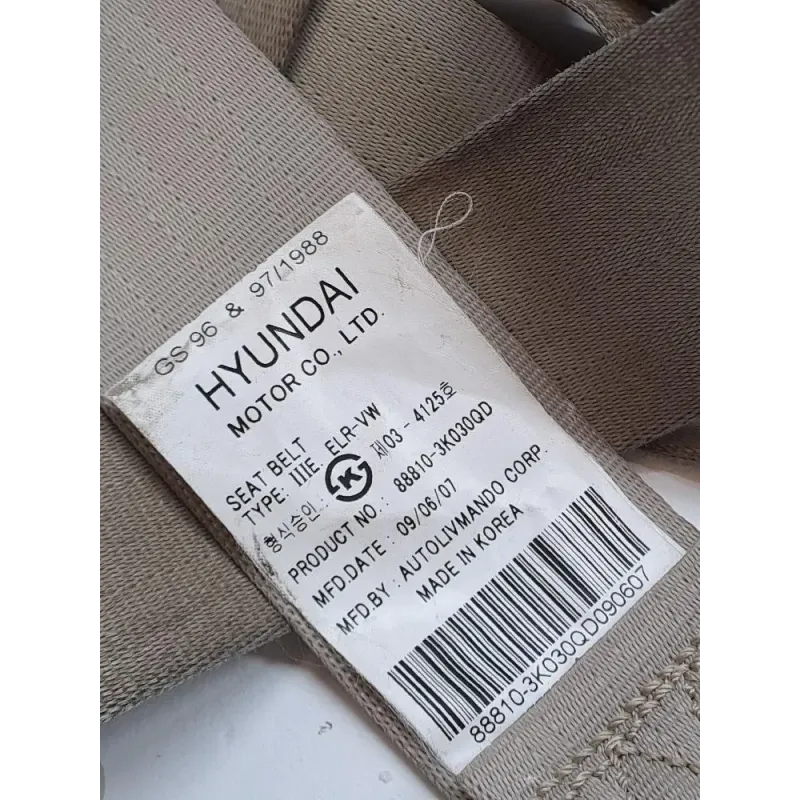 GS 96 & 97/1988
HYUNDAI
MOTOR CO., LTD.
SEAT BELT
TYPE: IIIE. ELR-VW
형식승인 : K 제03 - 4125호
PRODUCT NO. : 88810-3K030QD
MFD.DATE : 09/06/07
MFD.BY : AUTOLIVMANDO CORP.
MADE IN KOREA
88810-3K030QD090607